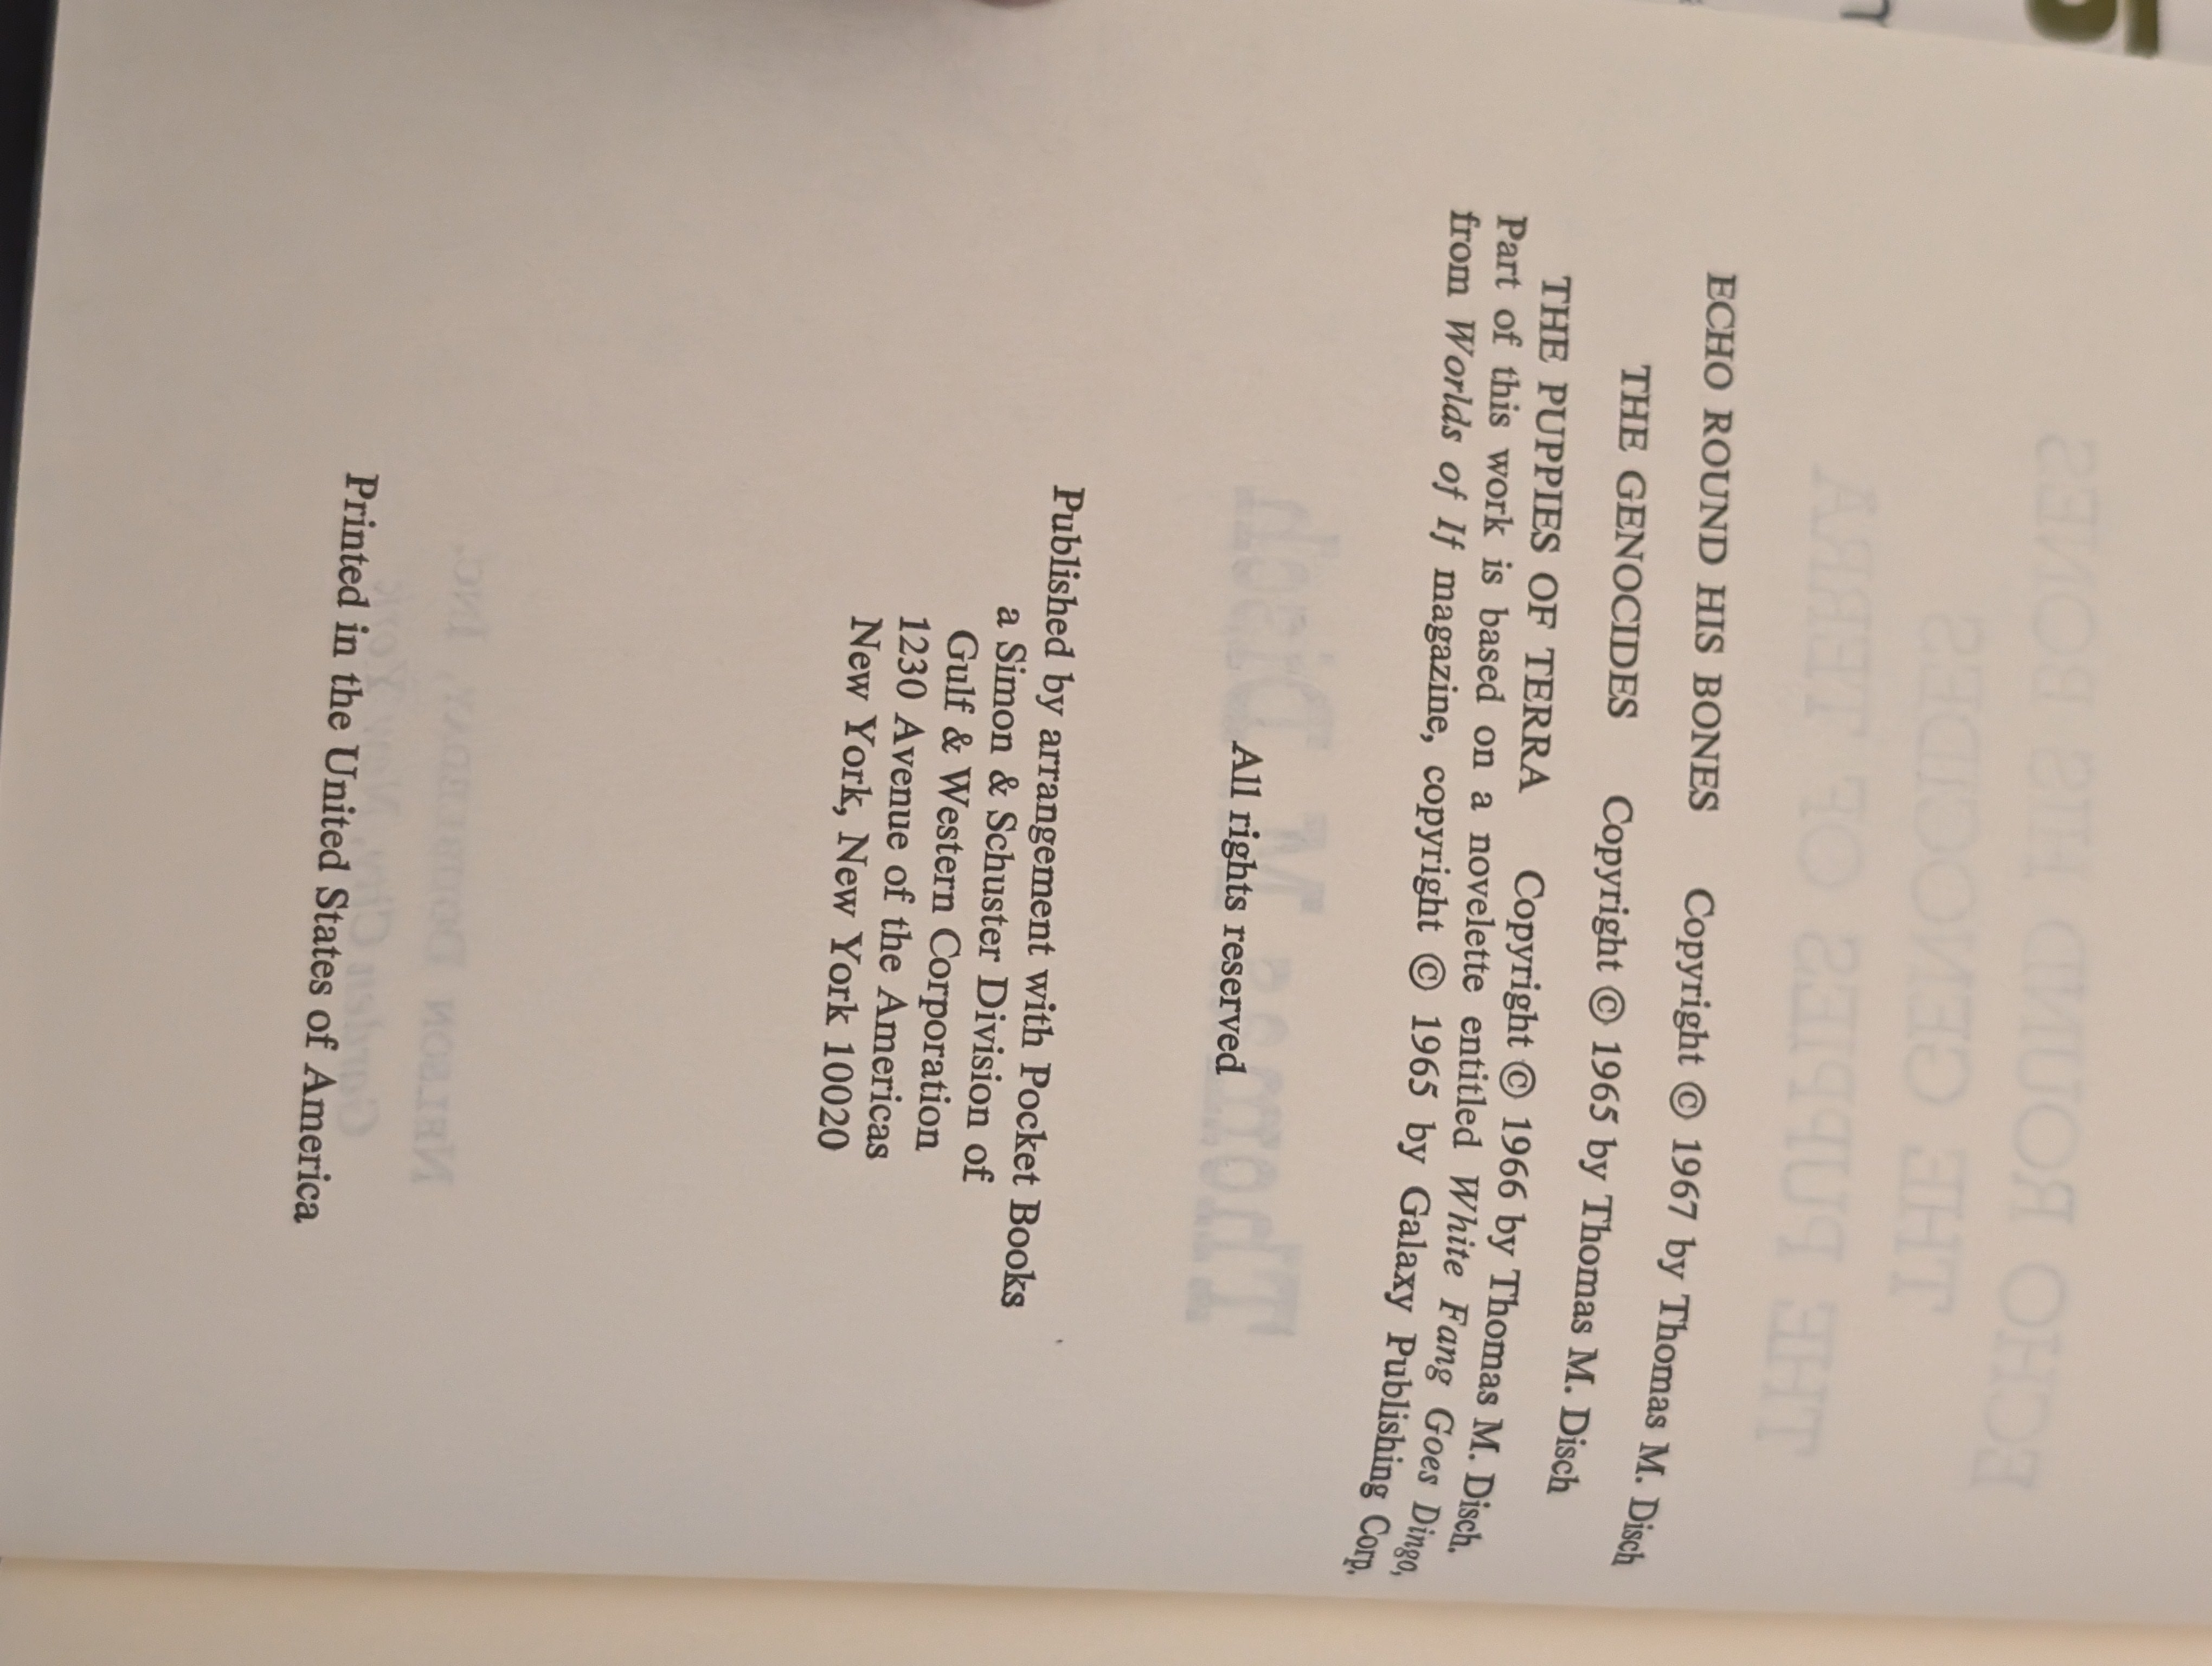 ECHO ROUND HIS BONES Copyright © 1967 by Thomas M. Disch
THE GENOCIDES Copyright © 1965 by Thomas M. Disch
THE PUPPIES OF TERRA Copyright © 1966 by Thomas M. Disch.
Part of this work is based on a novelette entitled White Fang Goes Dingo,
from Worlds of If magazine, copyright © 1965 by Galaxy Publishing Corp.
All rights reserved
Published by arrangement with Pocket Books
a Simon & Schuster Division of
Gulf & Western Corporation
1230 Avenue of the Americas
New York, New York 10020
Printed in the United States of America